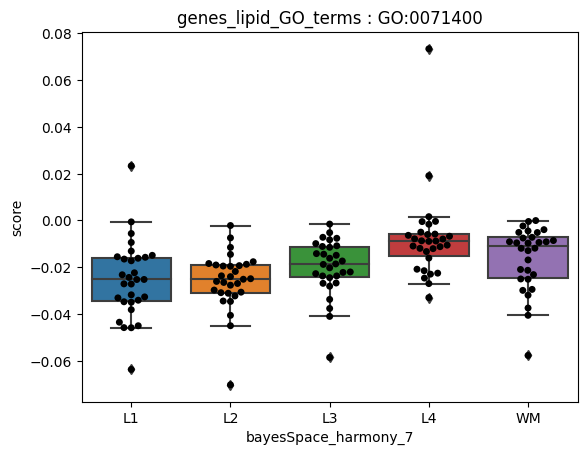 genes_lipid_GO_terms : GO:0071400
0.08
0.06
0.04
0.02
0.00
−0.02
−0.04
−0.06
score
L1 L2 L3 L4 WM
bayesSpace_harmony_7